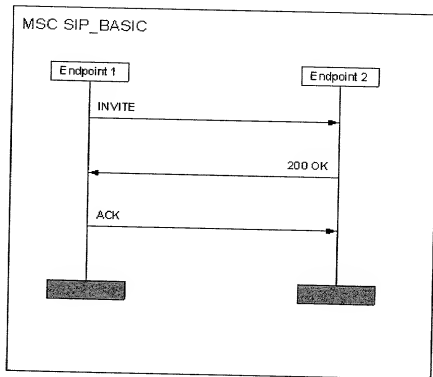 MSC SIP_BASIC
Endpoint 1
Endpoint 2
INVITE
200 OK
ACK